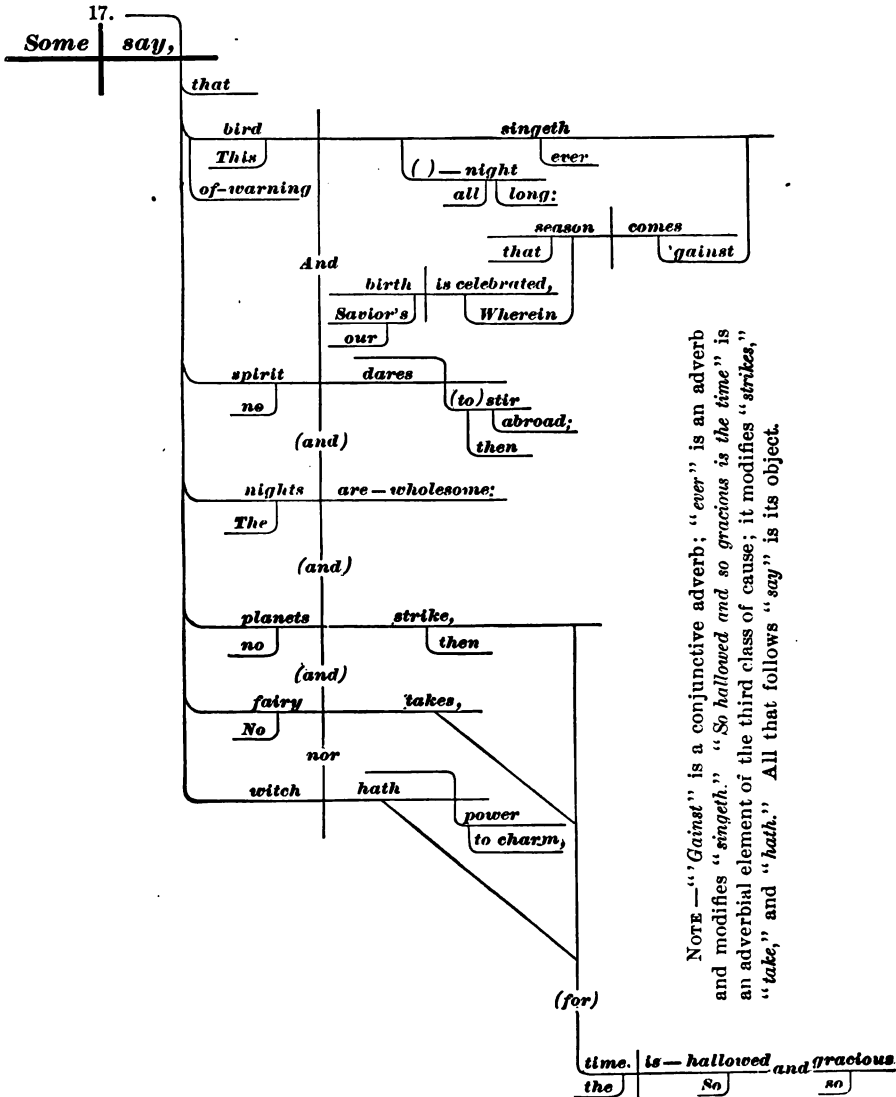 17.
Some say,
that
bird singeth
This ever
( )—night
of-warning
all long:
season comes
that 'gainst
And
birth is celebrated,
Savior's Wherein
our
spirit dares
no (to) stir
abroad;
(and)
then
nights are—wholesome:
The
(and)
planets strike,
no then
(and)
fairy takes,
No
nor
witch hath
power
to charm,
(for)
time. is—hallowed and gracious
the So so
NOTE—"'Gainst" is a conjunctive adverb; "ever" is an adverb
and modifies "singeth." "So hallowed and so gracious is the time" is
an adverbial element of the third class of cause; it modifies "strikes,"
"take," and "hath." All that follows "say" is its object.